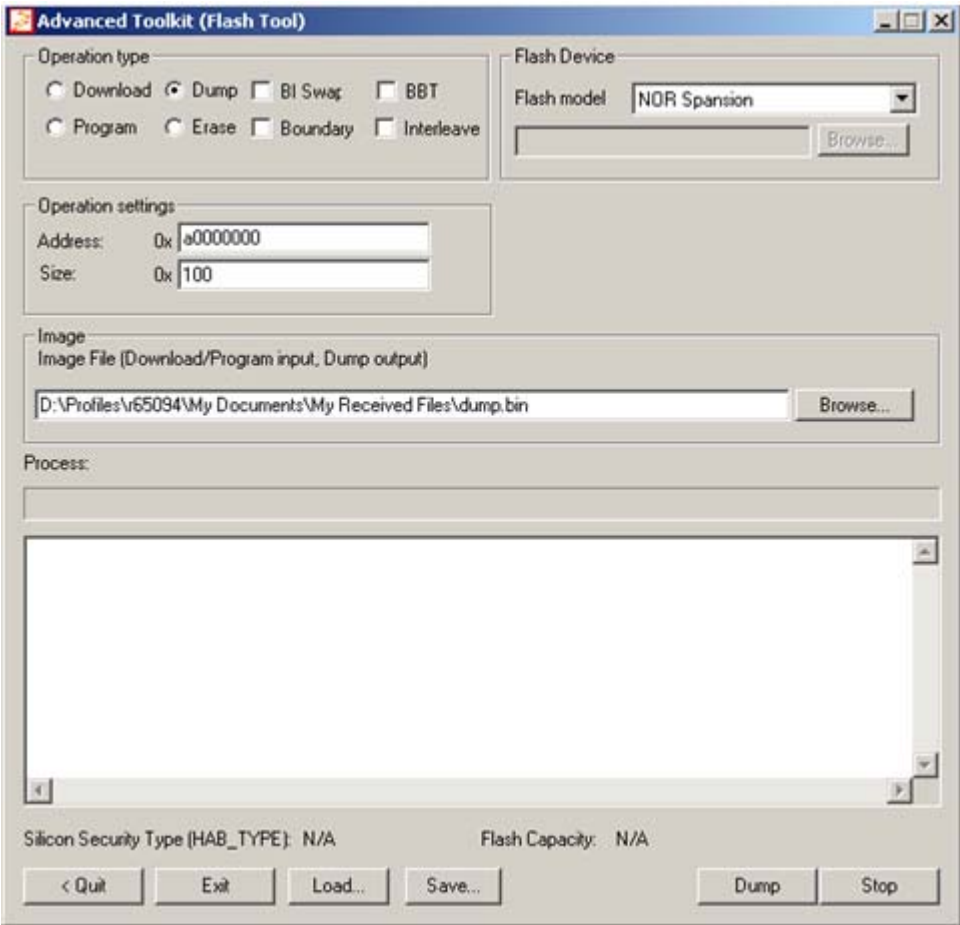 Advanced Toolkit (Flash Tool)
Operation type
Download Dump BI Swap BBT
Program Erase Boundary Interleave
Flash Device
Flash model NOR Spansion
Browse...
Operation settings
Address: 0x a0000000
Size: 0x 100
Image
Image File (Download/Program input, Dump output)
D:\Profiles\r65094\My Documents\My Received Files\dump.bin Browse...
Process:
Silicon Security Type (HAB_TYPE): N/A Flash Capacity: N/A
< Quit Exit Load... Save... Dump Stop